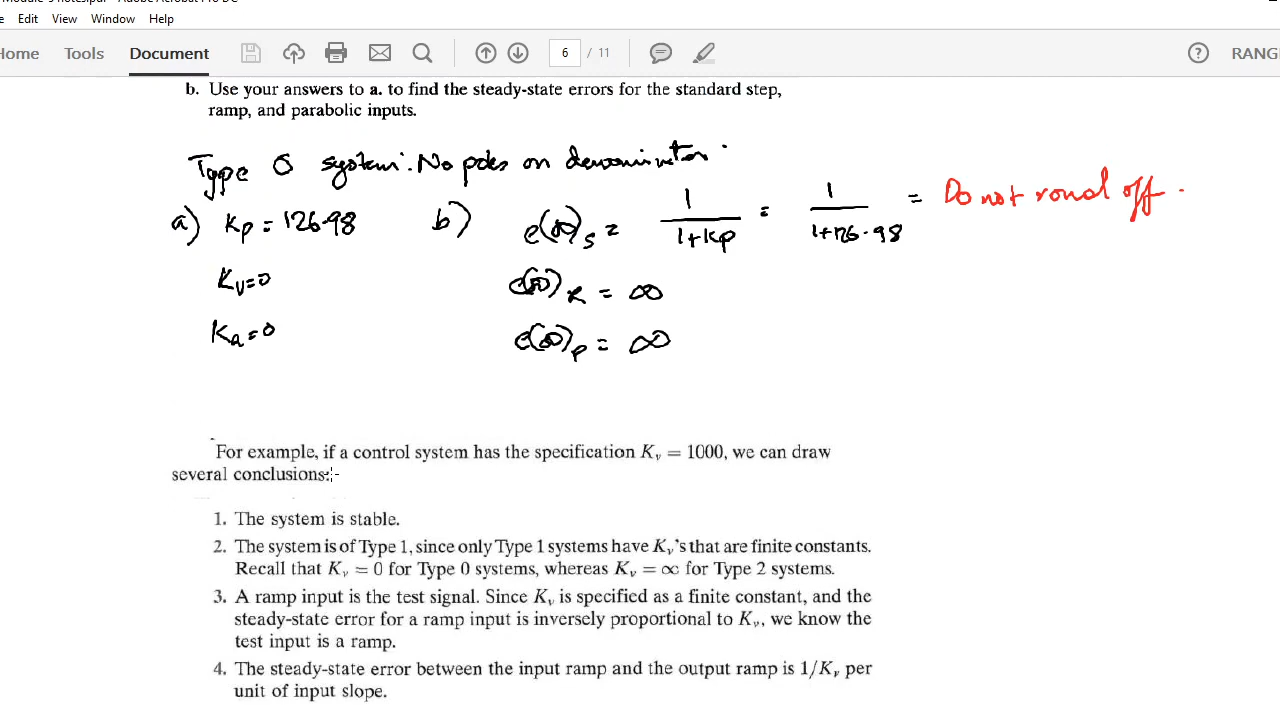 Edit View Window Help
Home Tools Document 6 / 11 RANG
b. Use your answers to a. to find the steady-state errors for the standard step,
ramp, and parabolic inputs.
Type 0 system. No poles on denominator.
a) Kp = 126.98 b) e(∞)s = 1/(1+Kp) = 1/(1+126.98) = Do not round off.
Kv=0 e(∞)R = ∞
Ka=0 e(∞)p = ∞
For example, if a control system has the specification Kv = 1000, we can draw
several conclusions:-
1. The system is stable.
2. The system is of Type 1, since only Type 1 systems have Kv's that are finite constants.
Recall that Kv = 0 for Type 0 systems, whereas Kv = ∞ for Type 2 systems.
3. A ramp input is the test signal. Since Kv is specified as a finite constant, and the
steady-state error for a ramp input is inversely proportional to Kv, we know the
test input is a ramp.
4. The steady-state error between the input ramp and the output ramp is 1/Kv per
unit of input slope.